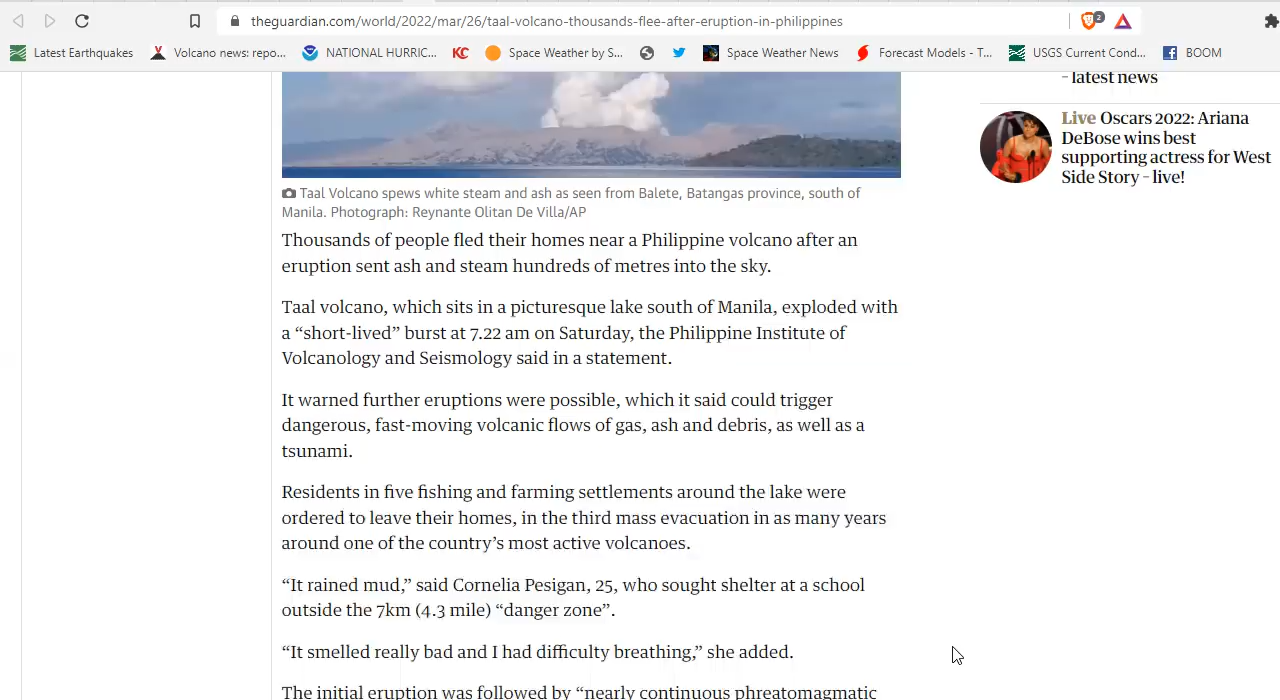 theguardian.com/world/2022/mar/26/taal-volcano-thousands-flee-after-eruption-in-philippines
2
Latest Earthquakes
Volcano news: repo...
NATIONAL HURRIC...
KC
Space Weather by S...
Space Weather News
Forecast Models - T...
USGS Current Cond...
BOOM
– latest news
Live Oscars 2022: Ariana
DeBose wins best
supporting actress for West
Side Story – live!
Taal Volcano spews white steam and ash as seen from Balete, Batangas province, south of
Manila. Photograph: Reynante Olitan De Villa/AP
Thousands of people fled their homes near a Philippine volcano after an
eruption sent ash and steam hundreds of metres into the sky.
Taal volcano, which sits in a picturesque lake south of Manila, exploded with
a “short-lived” burst at 7.22 am on Saturday, the Philippine Institute of
Volcanology and Seismology said in a statement.
It warned further eruptions were possible, which it said could trigger
dangerous, fast-moving volcanic flows of gas, ash and debris, as well as a
tsunami.
Residents in five fishing and farming settlements around the lake were
ordered to leave their homes, in the third mass evacuation in as many years
around one of the country’s most active volcanoes.
“It rained mud,” said Cornelia Pesigan, 25, who sought shelter at a school
outside the 7km (4.3 mile) “danger zone”.
“It smelled really bad and I had difficulty breathing,” she added.
The initial eruption was followed by “nearly continuous phreatomagmatic